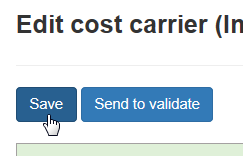 Edit cost carrier (In
Save
Send to validate